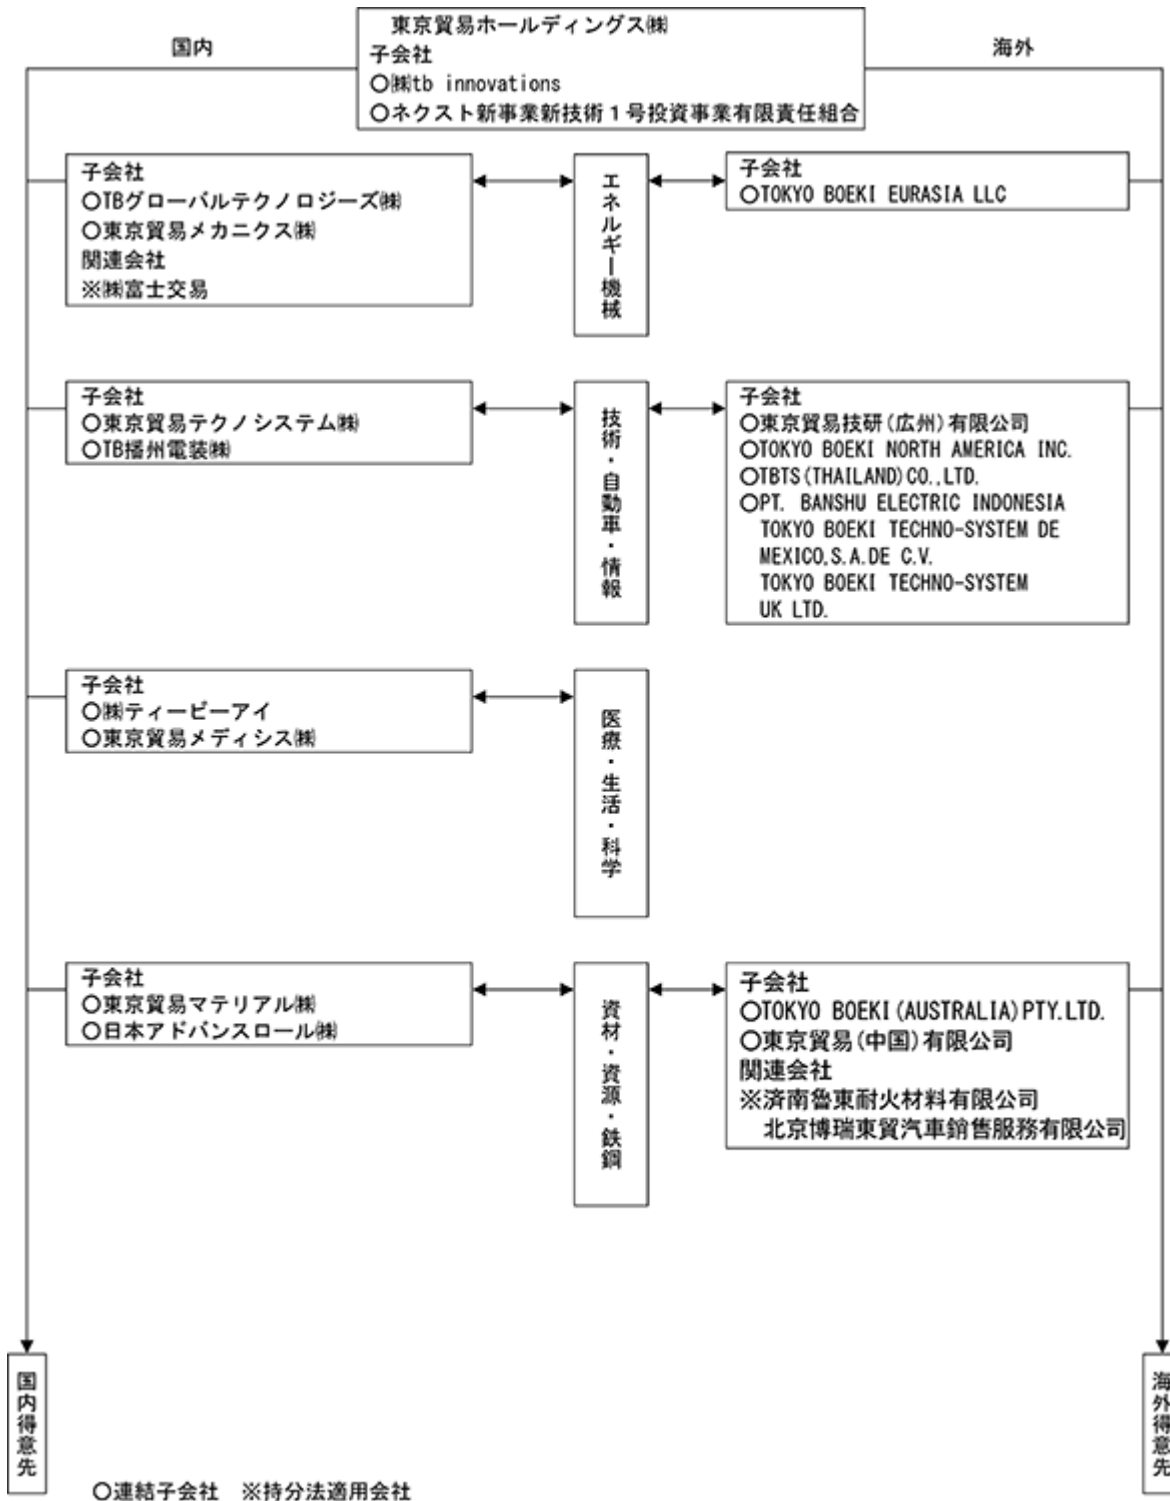 東京貿易ホールディングス㈱
国内
海外
子会社
○㈱tb innovations
○ネクスト新事業新技術１号投資事業有限責任組合
子会社
○TBグローバルテクノロジーズ㈱
○東京貿易メカニクス㈱
関連会社
※㈱富士交易
エネルギー機械
子会社
○TOKYO BOEKI EURASIA LLC
子会社
○東京貿易テクノシステム㈱
○TB播州電装㈱
技術・自動車・情報
子会社
○東京貿易技研(広州)有限公司
○TOKYO BOEKI NORTH AMERICA INC.
○TBTS(THAILAND)CO.,LTD.
○PT. BANSHU ELECTRIC INDONESIA
TOKYO BOEKI TECHNO-SYSTEM DE
MEXICO,S.A.DE C.V.
TOKYO BOEKI TECHNO-SYSTEM
UK LTD.
子会社
○㈱ティービーアイ
○東京貿易メディシス㈱
医療・生活・科学
子会社
○東京貿易マテリアル㈱
○日本アドバンスロール㈱
資材・資源・鉄鋼
子会社
○TOKYO BOEKI(AUSTRALIA)PTY.LTD.
○東京貿易(中国)有限公司
関連会社
※済南魯東耐火材料有限公司
北京博瑞東貿汽車銷售服務有限公司
国内得意先
海外得意先
○連結子会社　※持分法適用会社